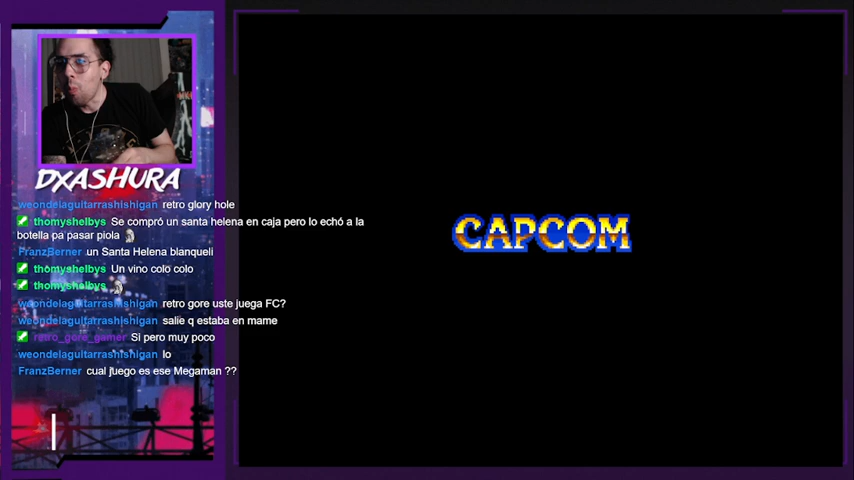 DXASHURA
weondelaguitarrashishigan retro glory hole
thomyshelbys Se compró un santa helena en caja pero lo echó a la
botella pa pasar piola
FranzBerner un Santa Helena blanqueli
thomyshelbys Un vino colo colo
thomyshelbys
weondelaguitarrashishigan retro gore uste juega FC?
weondelaguitarrashishigan salie q estaba en mame
retro_gore_gamer Si pero muy poco
weondelaguitarrashishigan lo
FranzBerner cual juego es ese Megaman ??
CAPCOM